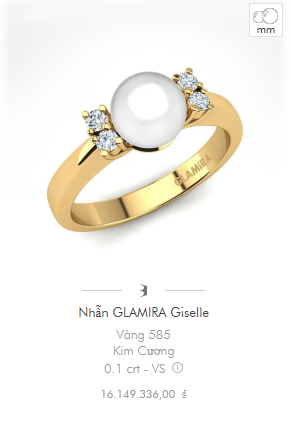 mm
GLAMIRA
Nhẫn GLAMIRA Giselle
Vàng 585
Kim Cương
0.1 crt - VS
16.149.336,00 ₫